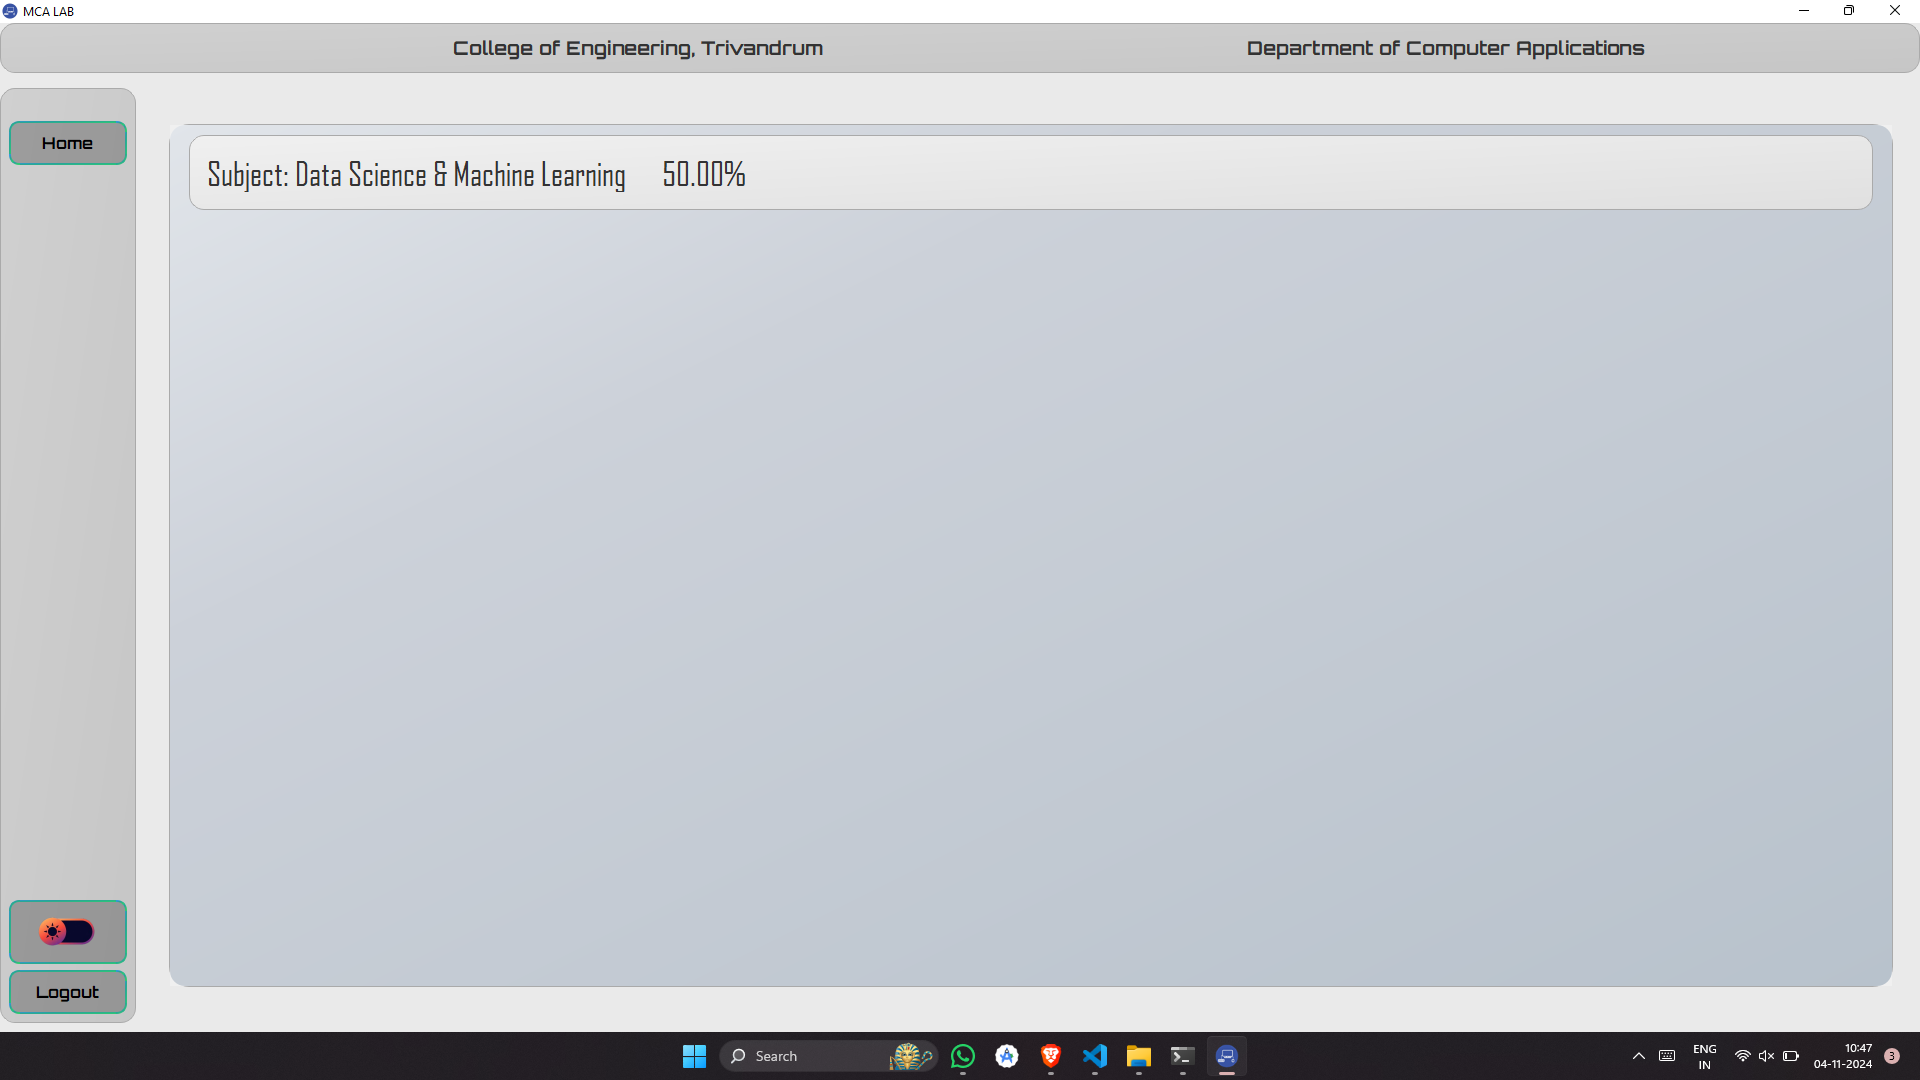 MCA LAB
College of Engineering, Trivandrum
Department of Computer Applications
Home
Subject: Data Science & Machine Learning 50.00%
Logout
Search
ENG
IN
10:47
04-11-2024
3